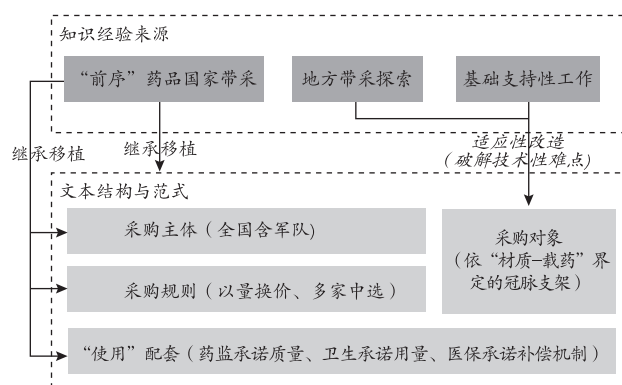 知识经验来源
“前序”药品国家带采
地方带采探索
基础支持性工作
继承移植
继承移植
适应性改造
(破解技术性难点)
文本结构与范式
采购主体(全国含军队)
采购规则(以量换价、多家中选)
采购对象
(依“材质–载药”界
定的冠脉支架)
“使用”配套(药监承诺质量、卫生承诺用量、医保承诺补偿机制)